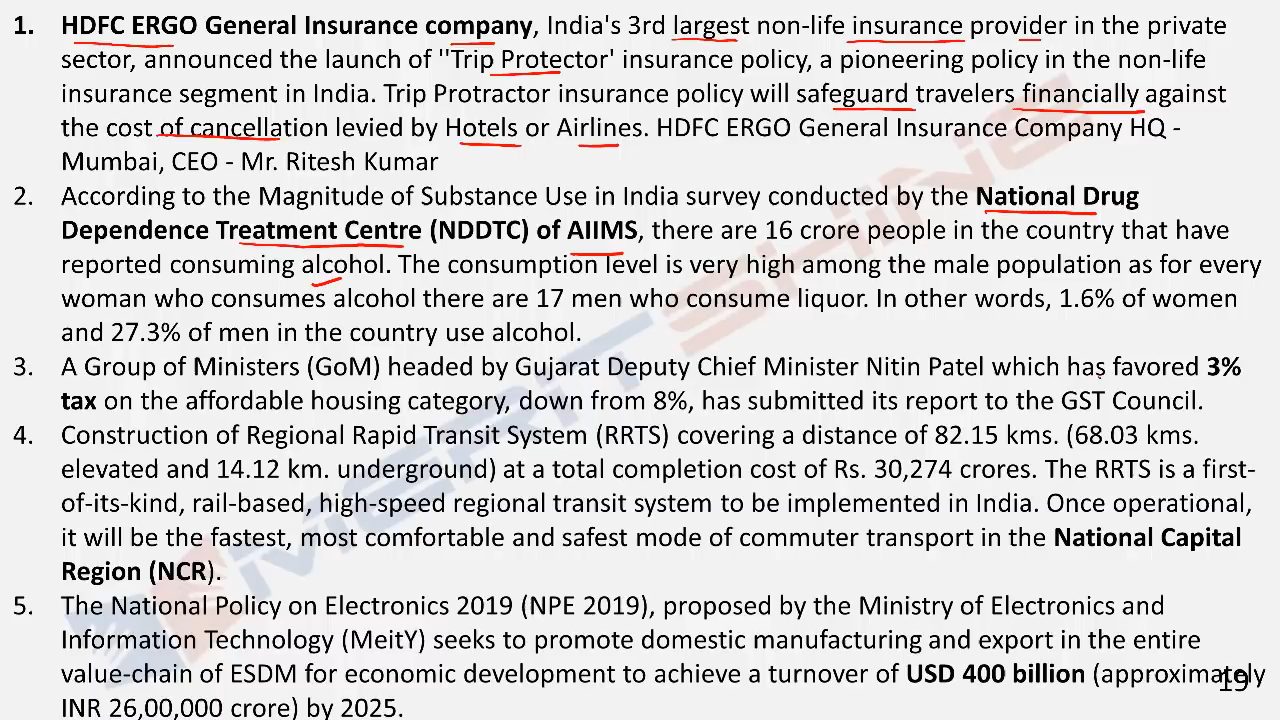 1. HDFC ERGO General Insurance company, India's 3rd largest non-life insurance provider in the private
sector, announced the launch of ''Trip Protector' insurance policy, a pioneering policy in the non-life
insurance segment in India. Trip Protractor insurance policy will safeguard travelers financially against
the cost of cancellation levied by Hotels or Airlines. HDFC ERGO General Insurance Company HQ -
Mumbai, CEO - Mr. Ritesh Kumar
2. According to the Magnitude of Substance Use in India survey conducted by the National Drug
Dependence Treatment Centre (NDDTC) of AIIMS, there are 16 crore people in the country that have
reported consuming alcohol. The consumption level is very high among the male population as for every
woman who consumes alcohol there are 17 men who consume liquor. In other words, 1.6% of women
and 27.3% of men in the country use alcohol.
3. A Group of Ministers (GoM) headed by Gujarat Deputy Chief Minister Nitin Patel which has favored 3%
tax on the affordable housing category, down from 8%, has submitted its report to the GST Council.
4. Construction of Regional Rapid Transit System (RRTS) covering a distance of 82.15 kms. (68.03 kms.
elevated and 14.12 km. underground) at a total completion cost of Rs. 30,274 crores. The RRTS is a first-
of-its-kind, rail-based, high-speed regional transit system to be implemented in India. Once operational,
it will be the fastest, most comfortable and safest mode of commuter transport in the National Capital
Region (NCR).
5. The National Policy on Electronics 2019 (NPE 2019), proposed by the Ministry of Electronics and
Information Technology (MeitY) seeks to promote domestic manufacturing and export in the entire
value-chain of ESDM for economic development to achieve a turnover of USD 400 billion (approximately
INR 26,00,000 crore) by 2025.
19
MERIT SHINE